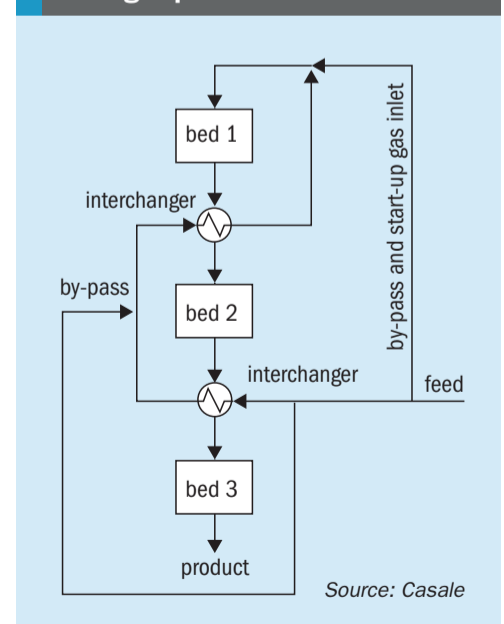 bed 1
interchanger
by-pass and start-up gas inlet
by-pass
bed 2
interchanger
feed
bed 3
product
Source: Casale